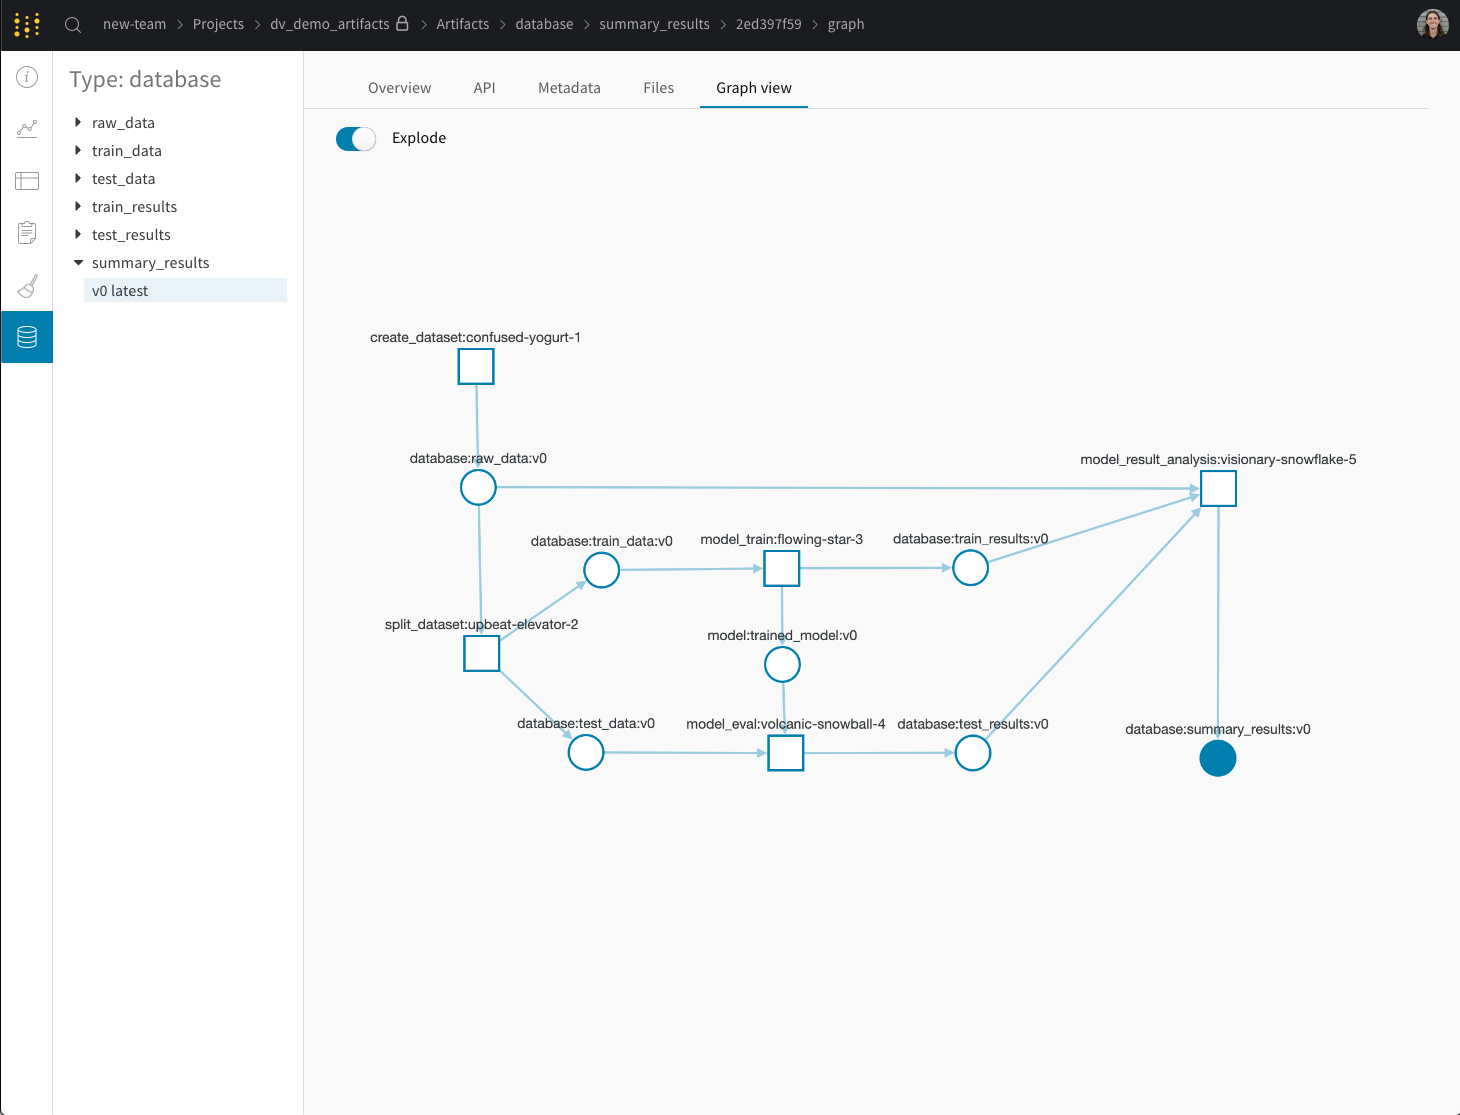 new-team > Projects > dv_demo_artifacts > Artifacts > database > summary_results > 2ed397f59 > graph
Type: database
raw_data
train_data
test_data
train_results
test_results
summary_results
v0 latest
Overview API Metadata Files Graph view
Explode
create_dataset:confused-yogurt-1
database:raw_data:v0
model_result_analysis:visionary-snowflake-5
database:train_data:v0
model_train:flowing-star-3
database:train_results:v0
split_dataset:upbeat-elevator-2
model:trained_model:v0
database:test_data:v0
model_eval:volcanic-snowball-4
database:test_results:v0
database:summary_results:v0